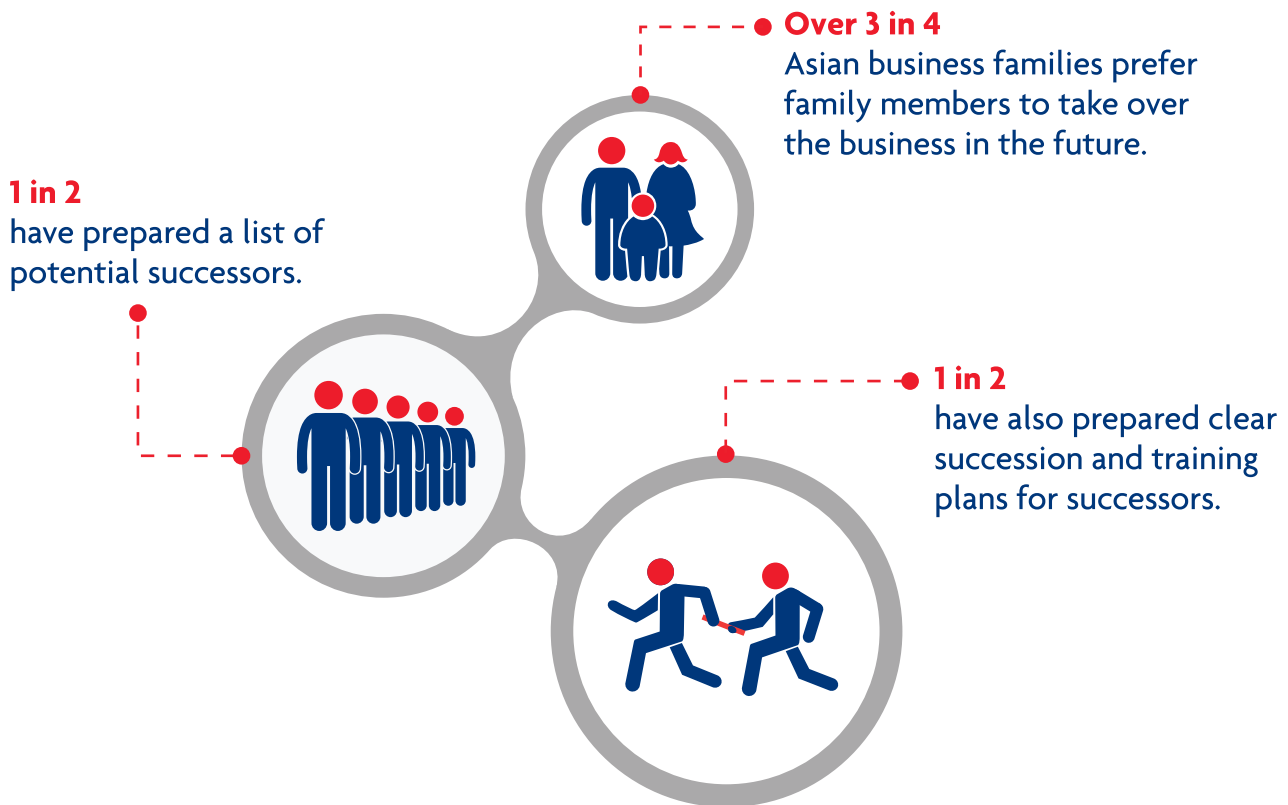 Over 3 in 4
Asian business families prefer
family members to take over
the business in the future.
1 in 2
have prepared a list of
potential successors.
1 in 2
have also prepared clear
succession and training
plans for successors.